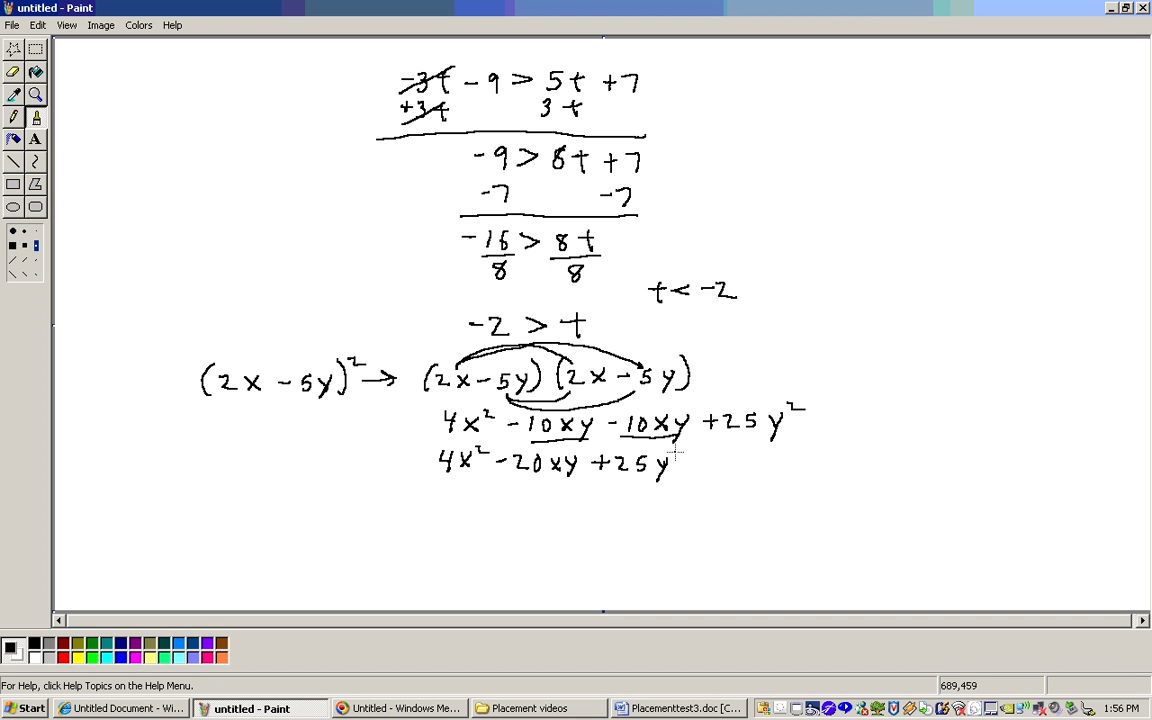 untitled - Paint
File Edit View Image Colors Help
-3t - 9 > 5t + 7
+3t 3t
-9 > 8t + 7
-7 -7
-16 > 8t
8 8
t < -2
-2 > t
(2x - 5y)² → (2x - 5y) (2x - 5y)
4x² - 10xy - 10xy + 25y²
4x² - 20xy + 25y
For Help, click Help Topics on the Help Menu.
689,459
Start
Untitled Document - Wi...
untitled - Paint
Untitled - Windows Me...
Placement videos
Placementtest3.doc [C...
1:56 PM